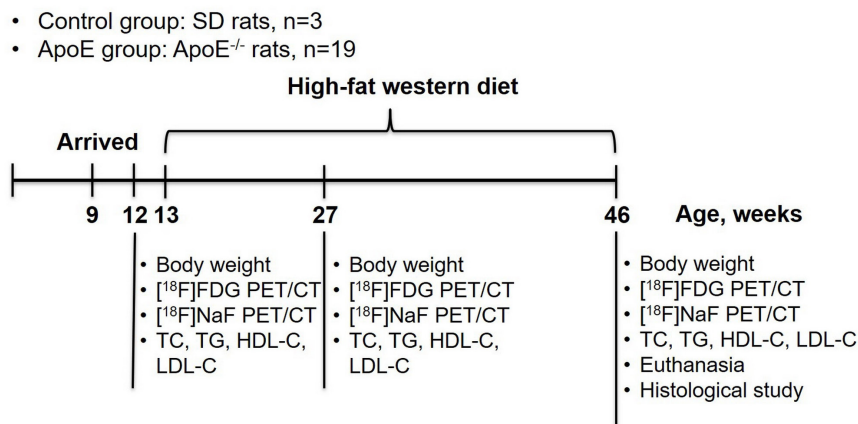 • Control group: SD rats, n=3
• ApoE group: ApoE⁻/⁻ rats, n=19
High-fat western diet
Arrived
9 12 13 27 46 Age, weeks
• Body weight
• [¹⁸F]FDG PET/CT
• [¹⁸F]NaF PET/CT
• TC, TG, HDL-C,
LDL-C
• Body weight
• [¹⁸F]FDG PET/CT
• [¹⁸F]NaF PET/CT
• TC, TG, HDL-C,
LDL-C
• Body weight
• [¹⁸F]FDG PET/CT
• [¹⁸F]NaF PET/CT
• TC, TG, HDL-C, LDL-C
• Euthanasia
• Histological study